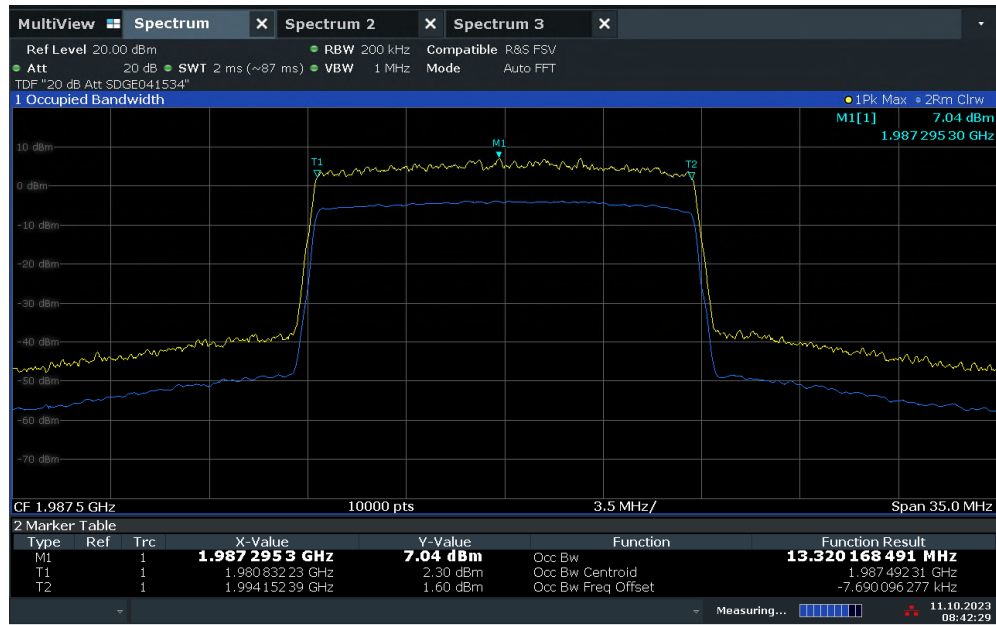 MultiView Spectrum X Spectrum 2 X Spectrum 3 X
Ref Level 20.00 dBm RBW 200 kHz Compatible R&S FSV
Att 20 dB SWT 2 ms (~87 ms) VBW 1 MHz Mode Auto FFT
TDF "20 dB Att SDGE041534"
1 Occupied Bandwidth 1Pk Max 2Rm Clrw
M1[1] 7.04 dBm
1.987 295 30 GHz
M1
10 dBm
T1 T2
0 dBm
-10 dBm
-20 dBm
-30 dBm
-40 dBm
-50 dBm
-60 dBm
-70 dBm
CF 1.987 5 GHz 10000 pts 3.5 MHz/ Span 35.0 MHz
2 Marker Table
Type Ref Trc X-Value Y-Value Function Function Result
M1 1 1.987 295 3 GHz 7.04 dBm Occ Bw 13.320 168 491 MHz
T1 1 1.980 832 23 GHz 2.30 dBm Occ Bw Centroid 1.987 492 31 GHz
T2 1 1.994 152 39 GHz 1.60 dBm Occ Bw Freq Offset -7.690 096 277 kHz
Measuring... 11.10.2023
08:42:29